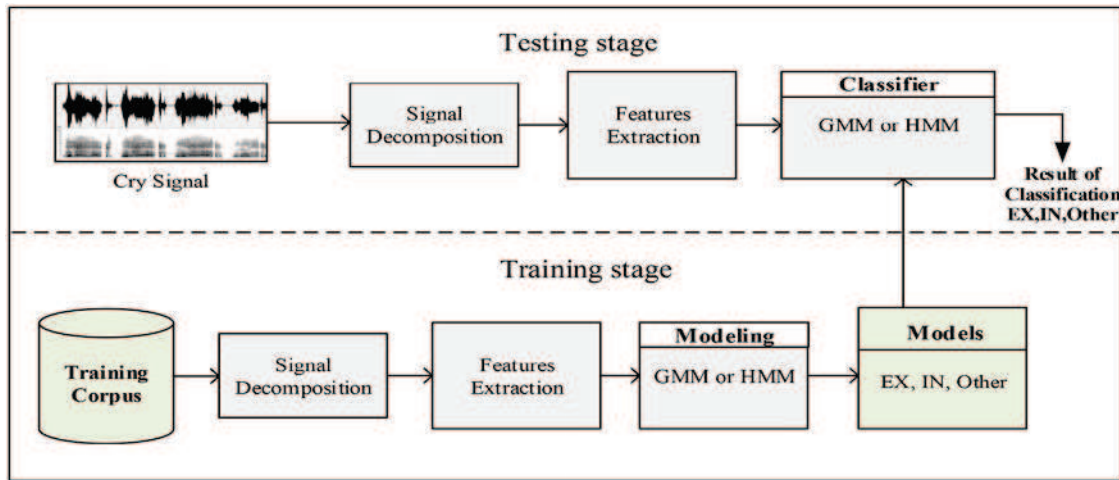 Testing stage
Cry Signal
Signal
Decomposition
Features
Extraction
Classifier
GMM or HMM
Result of
Classification
EX,IN,Other
Training stage
Training
Corpus
Signal
Decomposition
Features
Extraction
Modeling
GMM or HMM
Models
EX, IN, Other